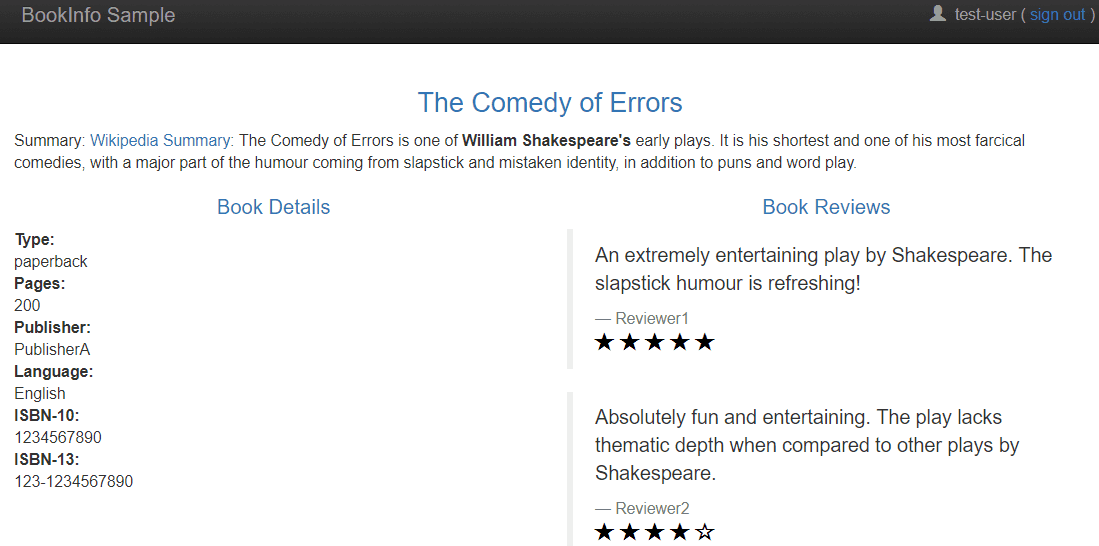 BookInfo Sample
test-user ( sign out )
The Comedy of Errors
Summary: Wikipedia Summary: The Comedy of Errors is one of William Shakespeare's early plays. It is his shortest and one of his most farcical
comedies, with a major part of the humour coming from slapstick and mistaken identity, in addition to puns and word play.
Book Details
Type:
paperback
Pages:
200
Publisher:
PublisherA
Language:
English
ISBN-10:
1234567890
ISBN-13:
123-1234567890
Book Reviews
An extremely entertaining play by Shakespeare. The
slapstick humour is refreshing!
— Reviewer1
★ ★ ★ ★ ★
Absolutely fun and entertaining. The play lacks
thematic depth when compared to other plays by
Shakespeare.
— Reviewer2
★ ★ ★ ★ ☆